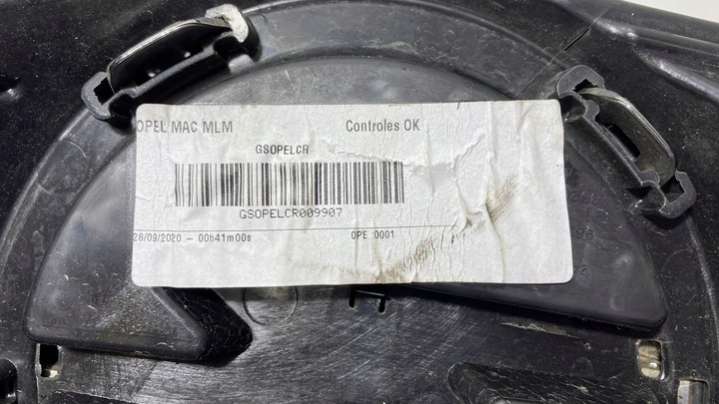 OPEL MAC MLM Controles OK
GSOPELCR
GSOPELCR009907
28/09/2020 - 00h41m00s OPE 0001